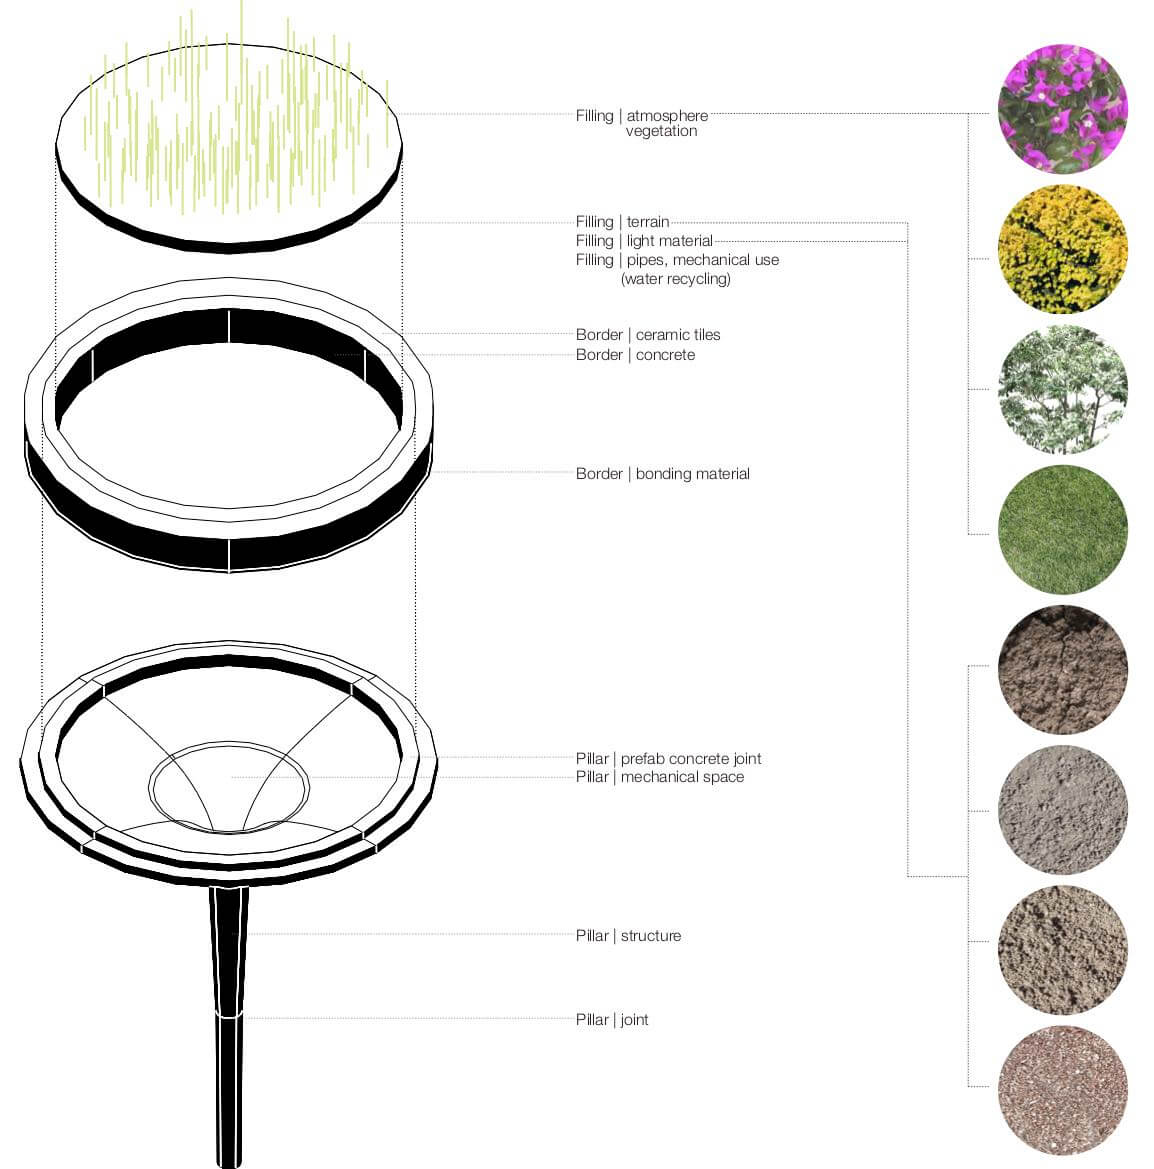 Filling | atmosphere
vegetation
Filling | terrain
Filling | light material
Filling | pipes, mechanical use
(water recycling)
Border | ceramic tiles
Border | concrete
Border | bonding material
Pillar | prefab concrete joint
Pillar | mechanical space
Pillar | structure
Pillar | joint